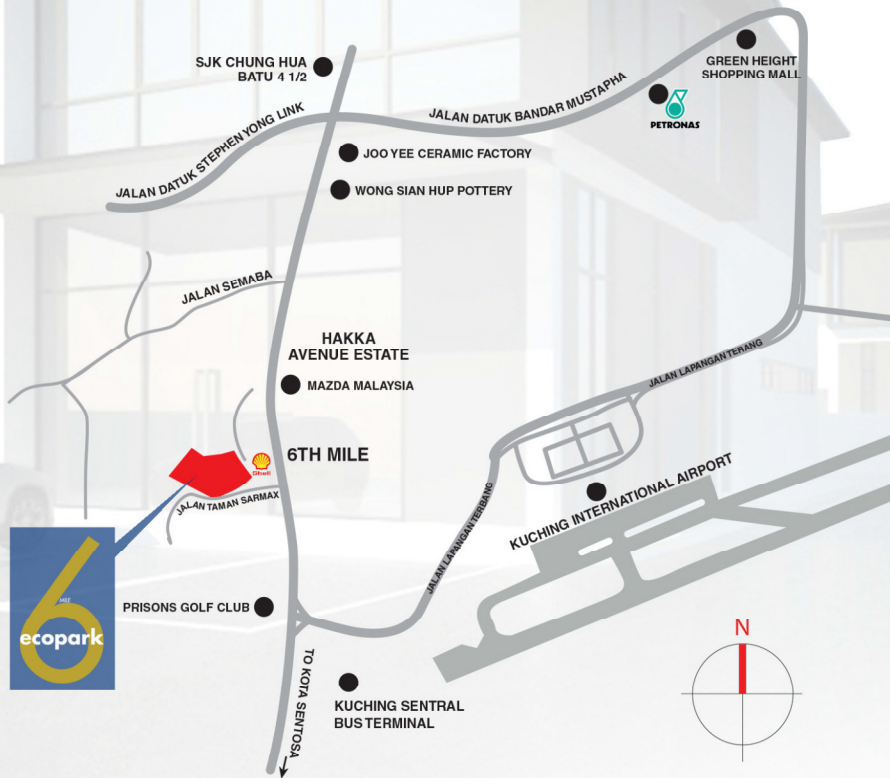 SJK CHUNG HUA
BATU 4 1/2
GREEN HEIGHT
SHOPPING MALL
JALAN DATUK BANDAR MUSTAPHA
PETRONAS
JALAN DATUK STEPHEN YONG LINK
JOO YEE CERAMIC FACTORY
WONG SIAN HUP POTTERY
JALAN SEMABA
HAKKA
AVENUE ESTATE
MAZDA MALAYSIA
JALAN LAPANGAN TERANG
6TH MILE
Shell
JALAN TAMAN SARMAX
KUCHING INTERNATIONAL AIRPORT
JALAN LAPANGAN TERBANG
6
MILE
ecopark
PRISONS GOLF CLUB
TO KOTA SENTOSA
KUCHING SENTRAL
BUS TERMINAL
N